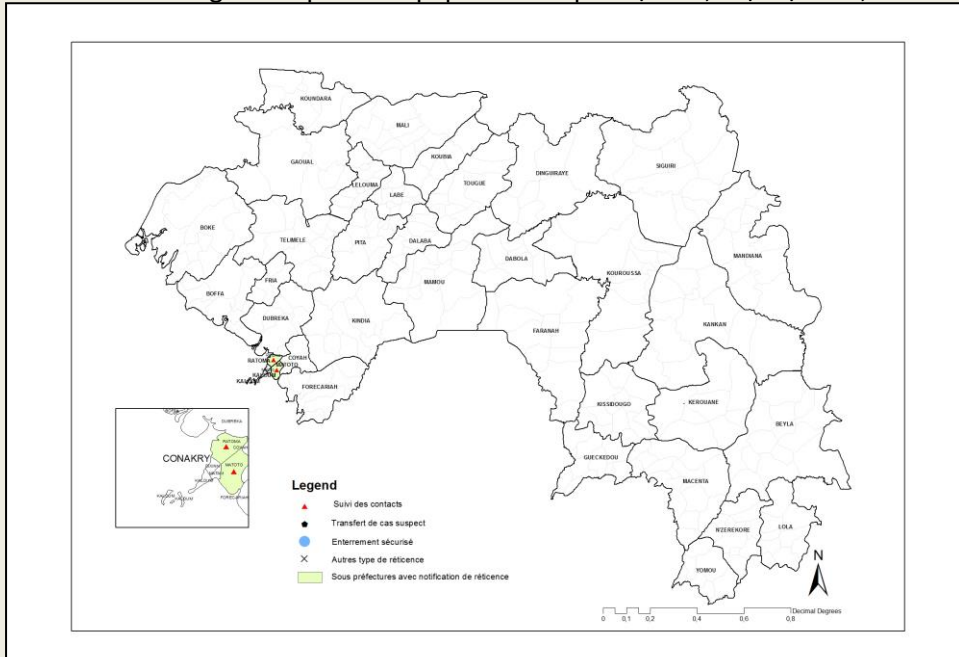 KOUNDARA
MALI
GAOUAL
KOUBIA
SIGUIRI
LELOUMA
TOUGUE
DINGUIRAYE
LABE
BOKE
TELIMELE
PITA
DALABA
MANDIANA
DABOLA
KOUROUSSA
FRIA
MAMOU
BOFFA
DUBREKA
KINDIA
KANKAN
FARANAH
COYAH
RATOMA
MATOTO
FORECARIAH
KISSIDOUGO
KEROUANE
BEYLA
GUECKEDOU
MACENTA
N'ZEREKORE
LOLA
YOMOU
DUBREKA
RATOMA
COYAH
CONAKRY
MATOTO
FORECARIAH
Legend
Suivi des contacts
Transfert de cas suspect
Enterrement sécurisé
Autres type de réticence
Sous préfectures avec notification de réticence
N
Decimal Degrees
0 0,1 0,2 0,4 0,6 0,8